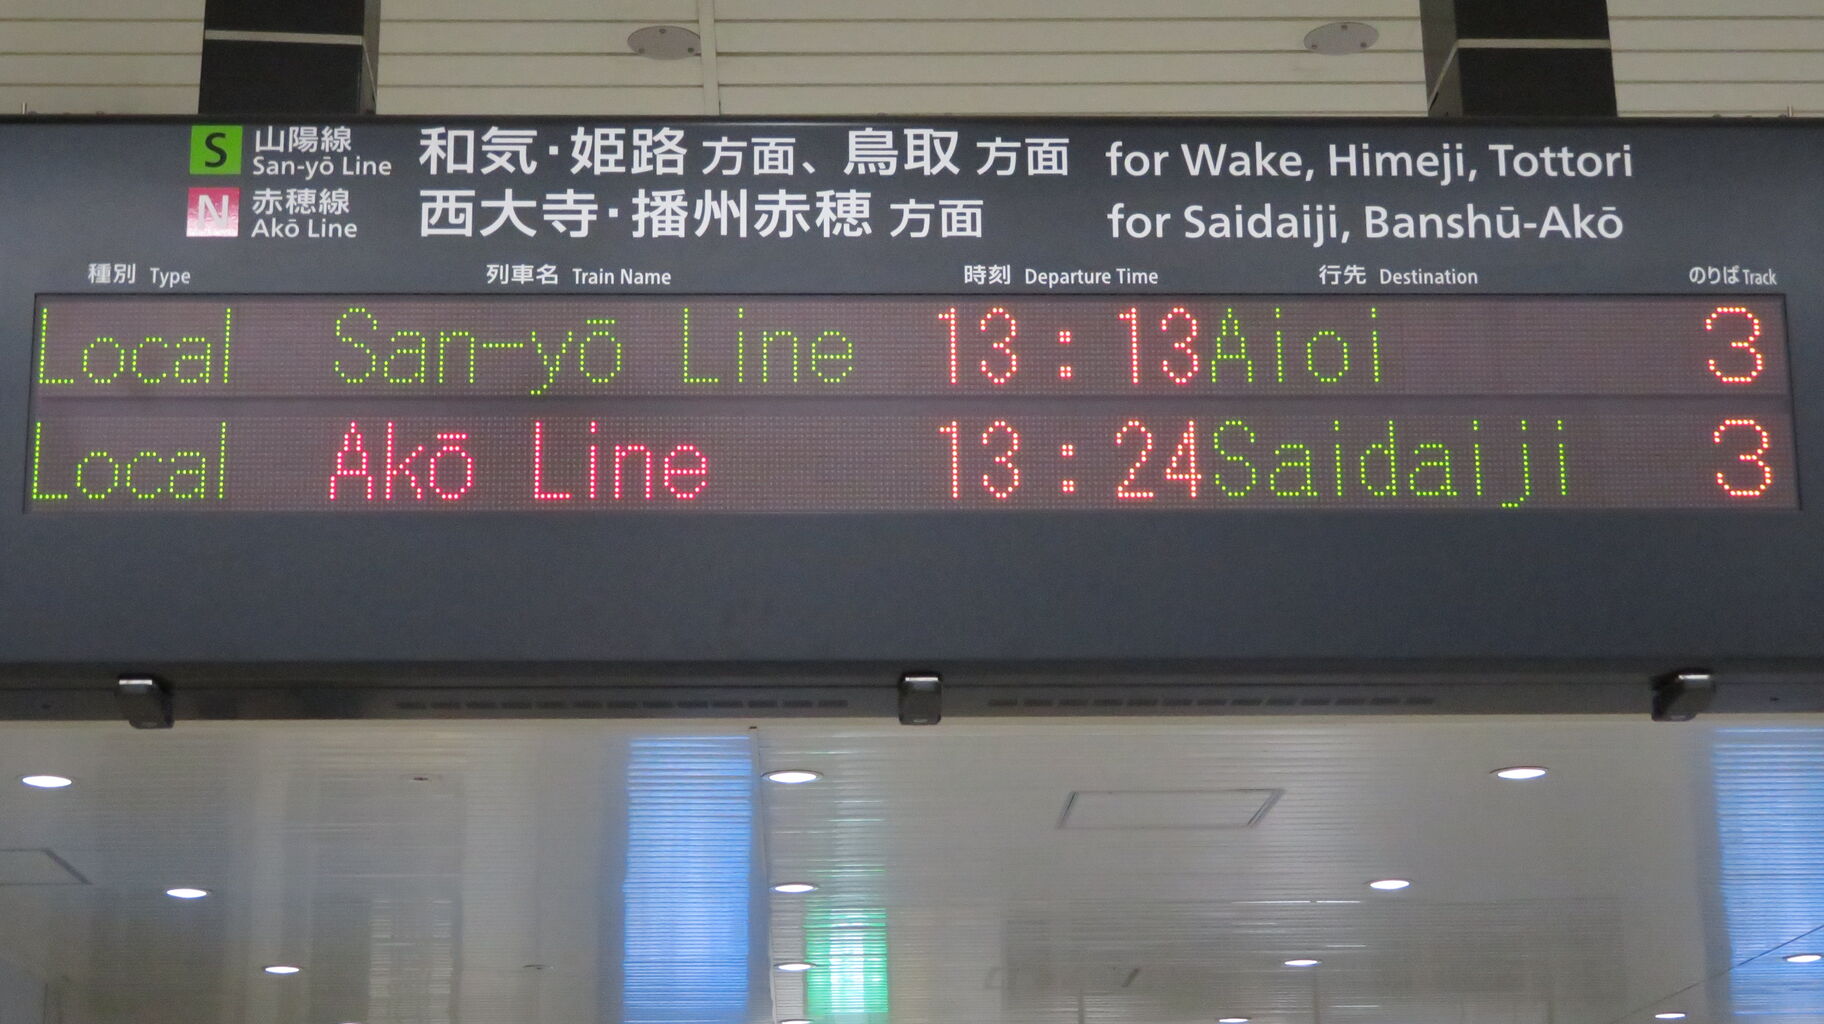 S 山陽線 San-yō Line 和気・姫路 方面、鳥取 方面 for Wake, Himeji, Tottori
N 赤穂線 Akō Line 西大寺・播州赤穂 方面 for Saidaiji, Banshū-Akō
種別 Type 列車名 Train Name 時刻 Departure Time 行先 Destination のりば Track
Local San-yō Line 13:13 Aioi 3
Local Akō Line 13:24 Saidaiji 3